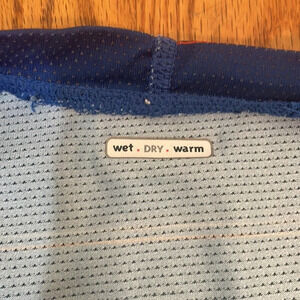 wet . DRY . warm